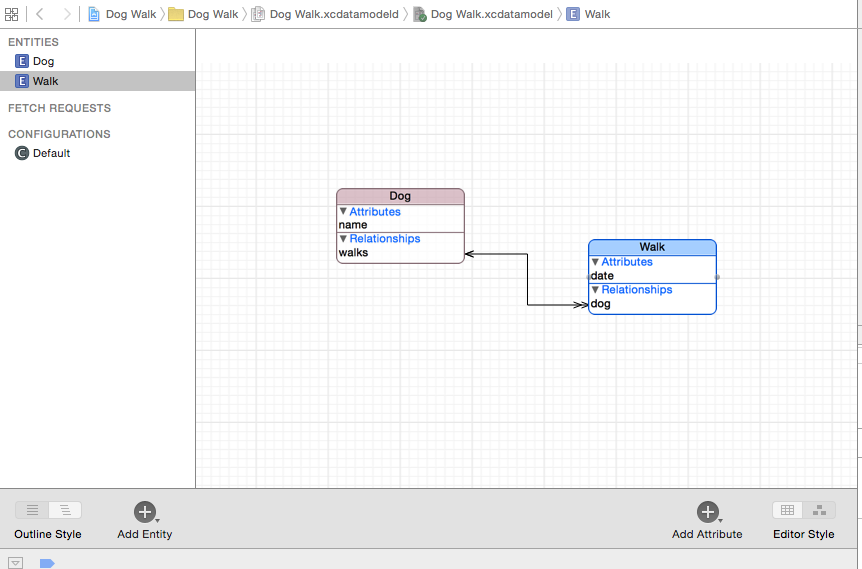 Dog Walk Dog Walk Dog Walk.xcdatamodeld Dog Walk.xcdatamodel E Walk
ENTITIES
E Dog
E Walk
FETCH REQUESTS
CONFIGURATIONS
C Default
Dog
Attributes
name
Relationships
walks
Walk
Attributes
date
Relationships
dog
Outline Style
Add Entity
Add Attribute
Editor Style